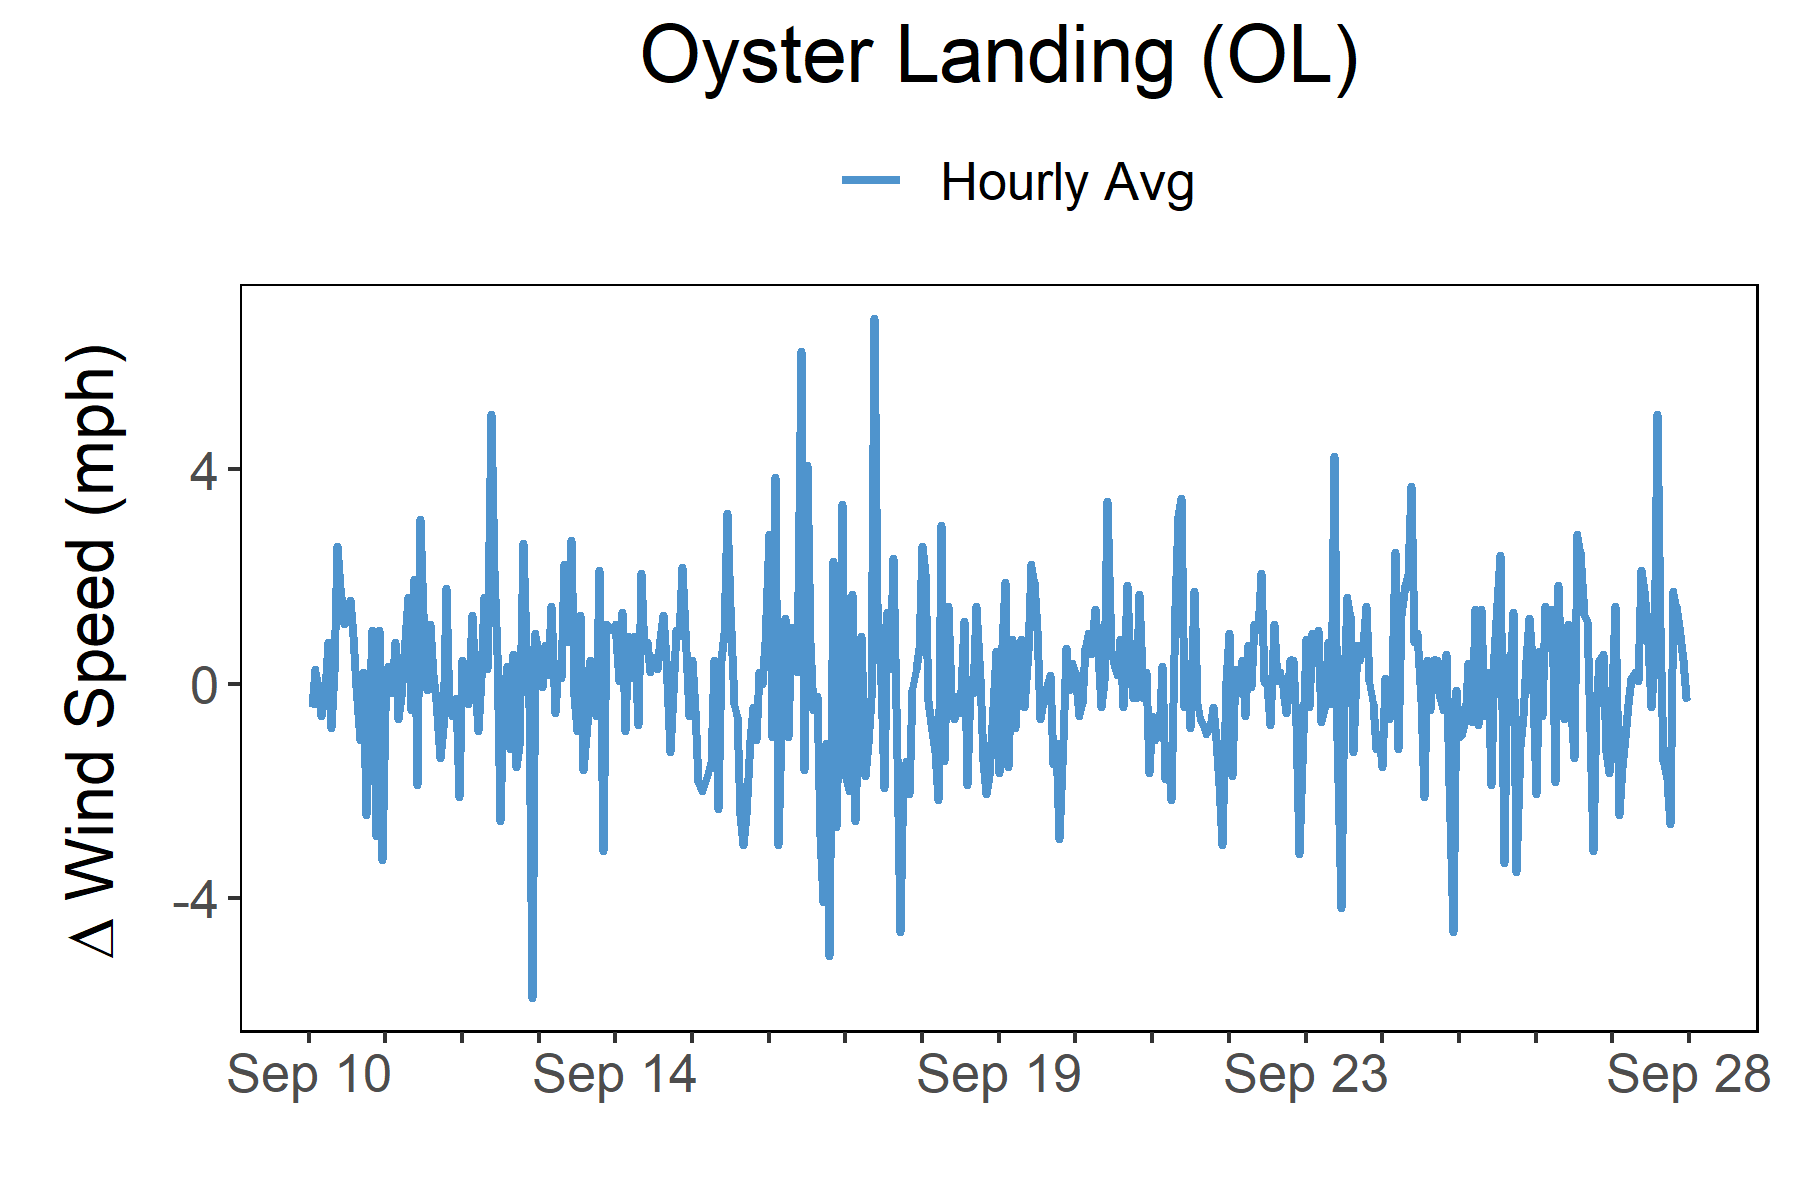 Oyster Landing (OL)
Hourly Avg
Δ Wind Speed (mph)
4
0
-4
Sep 10 Sep 14 Sep 19 Sep 23 Sep 28